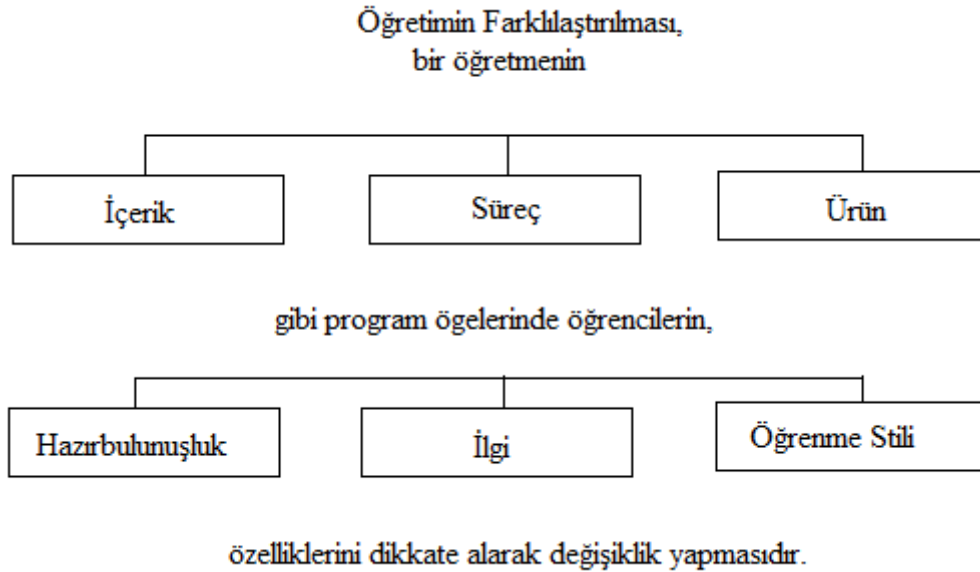 Öğretimin Farklılaştırılması,
bir öğretmenin
İçerik
Süreç
Ürün
gibi program ögelerinde öğrencilerin,
Hazırbulunuşluk
İlgi
Öğrenme Stili
özelliklerini dikkate alarak değişiklik yapmasıdır.